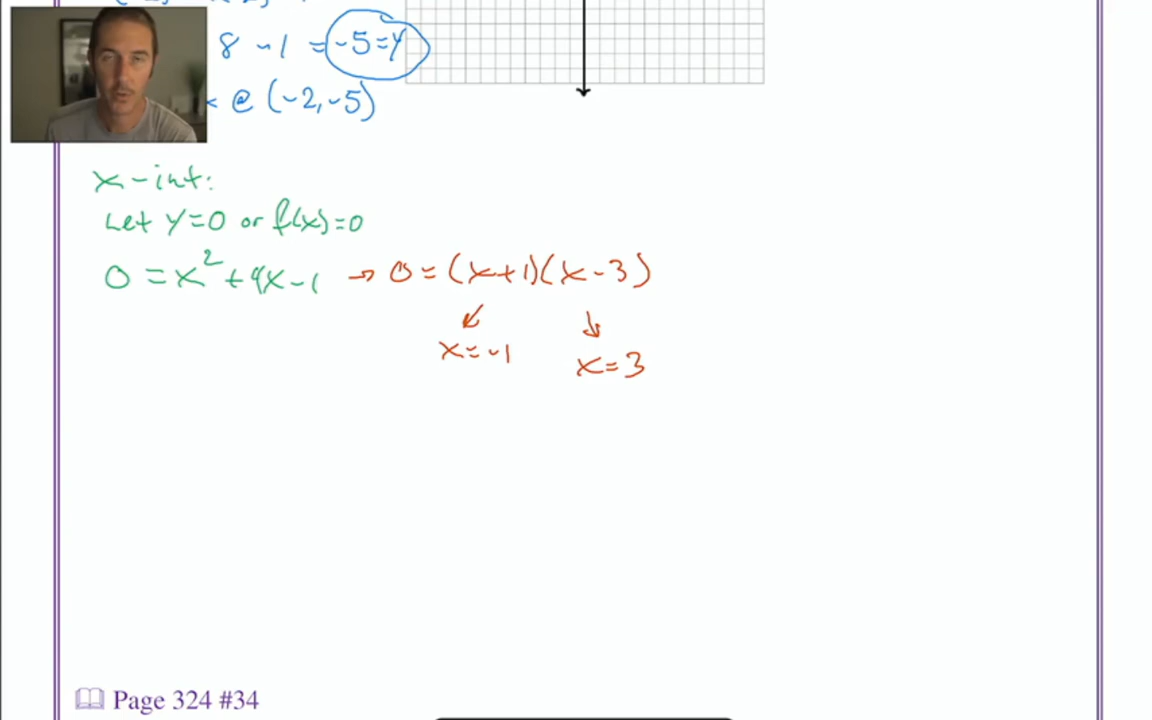 8 - 1 = -5 = y
@ (-2, -5)
x-int:
Let y=0 or f(x)=0
0 = x² + 4x - 1 → 0 = (x+1)(x-3)
x = -1
x = 3
Page 324 #34